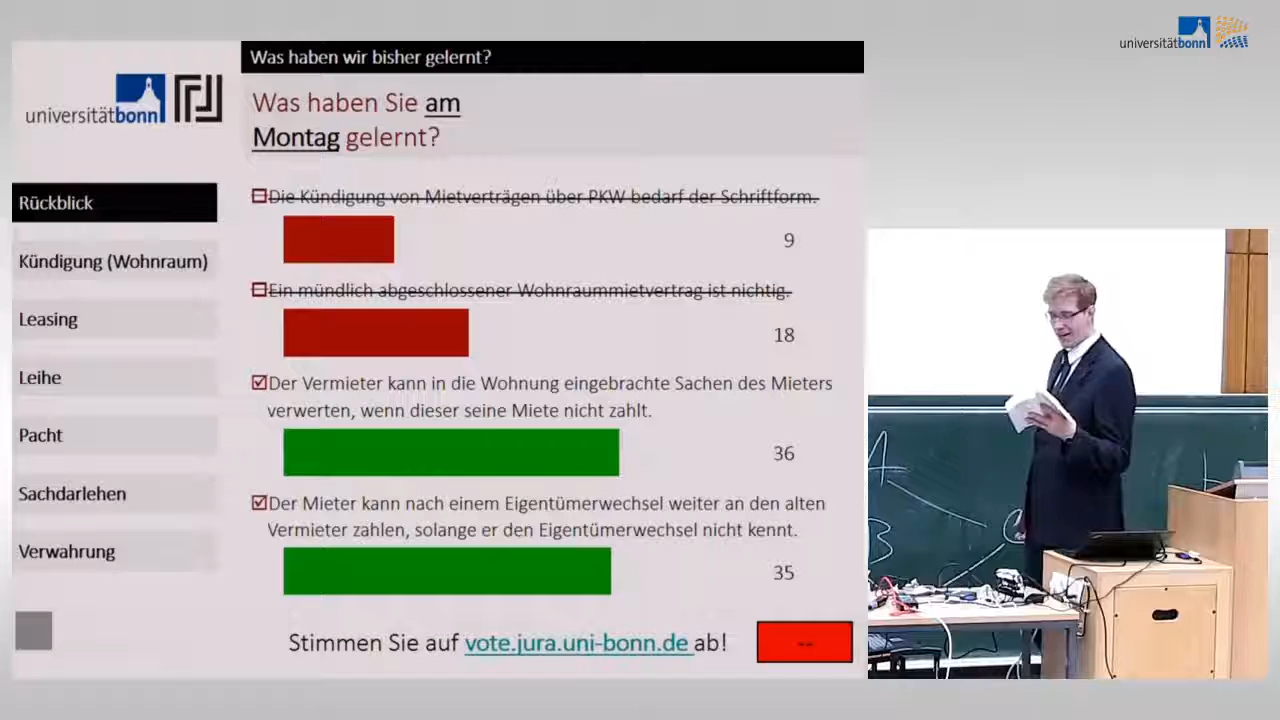 universitätbonn
Was haben wir bisher gelernt?
universitätbonn
Was haben Sie am
Montag gelernt?
Rückblick
Kündigung (Wohnraum)
Leasing
Leihe
Pacht
Sachdarlehen
Verwahrung
Die Kündigung von Mietverträgen über PKW bedarf der Schriftform.
9
Ein mündlich abgeschlossener Wohnraummietvertrag ist nichtig.
18
Der Vermieter kann in die Wohnung eingebrachte Sachen des Mieters
verwerten, wenn dieser seine Miete nicht zahlt.
36
Der Mieter kann nach einem Eigentümerwechsel weiter an den alten
Vermieter zahlen, solange er den Eigentümerwechsel nicht kennt.
35
Stimmen Sie auf vote.jura.uni-bonn.de ab!
--
A
B